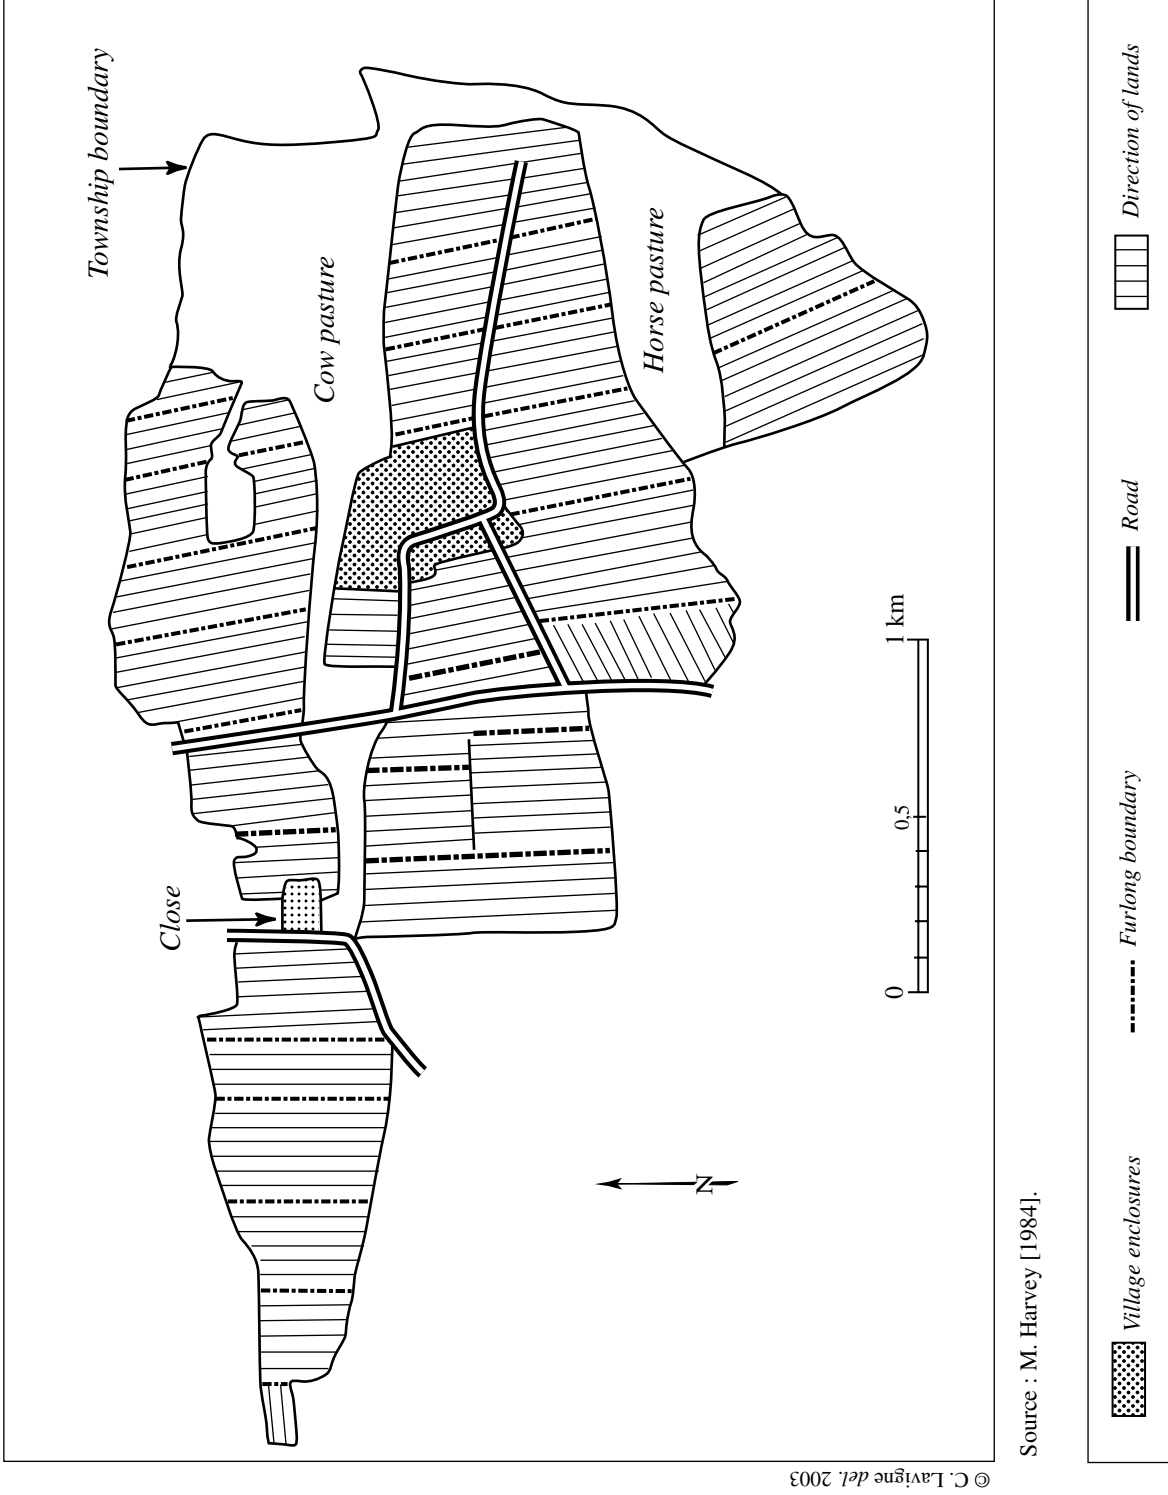 Township boundary
Cow pasture
Horse pasture
Close
N
0
0,5
1 km
Source : M. Harvey [1984].
Village enclosures
Furlong boundary
Road
Direction of lands
© C. Lavigne del. 2003